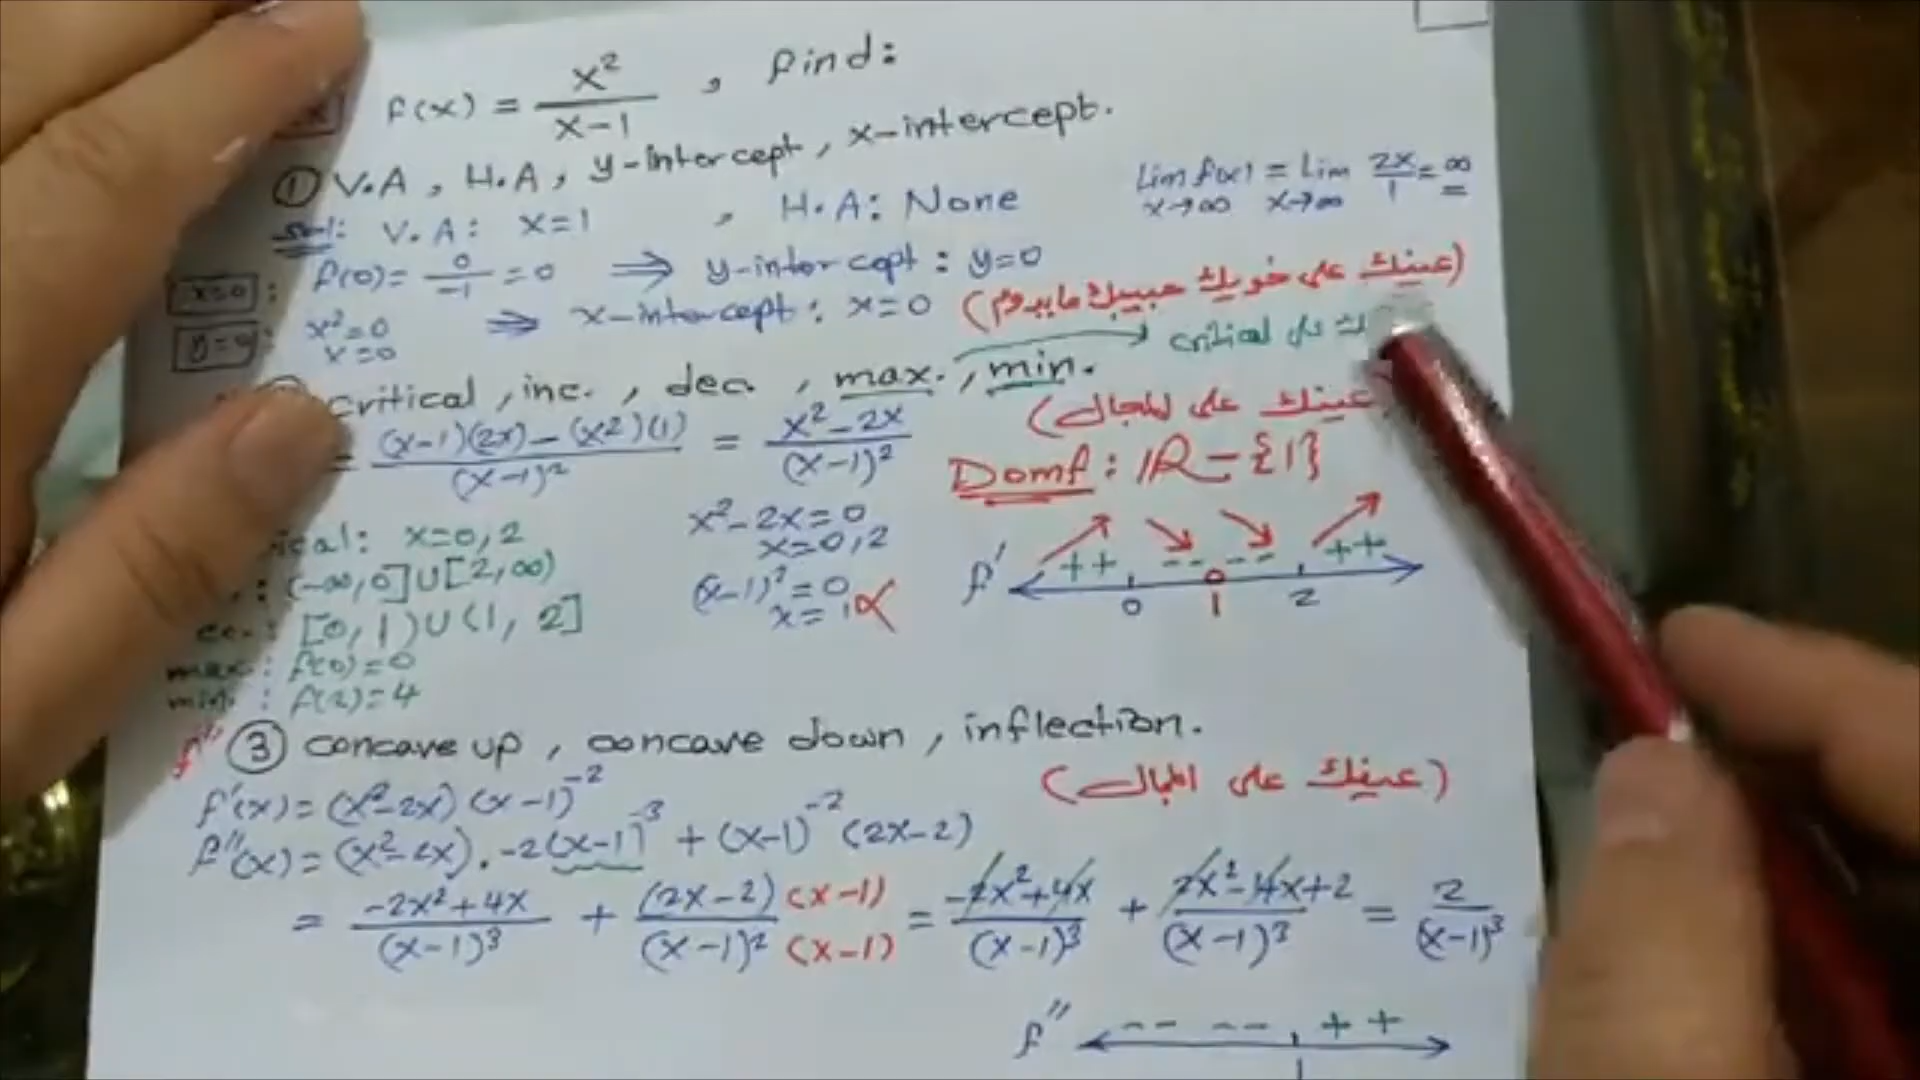 f(x) = x²/(x-1) , find:
① V.A , H.A , y-intercept, x-intercept.
sol: V.A: x=1 , H.A: None
lim f(x) = lim 2x/1 = ∞
x→∞ x→∞
x=0: f(0) = 0/-1 = 0 ⇒ y-intercept: y=0
y=0: x²=0 ⇒ x-intercept: x=0 (عينك على خويك حبيبك مابيدوم)
x=0
critical , inc. , dec. , max. , min. → critical
= ((x-1)(2x)-(x²)(1))/(x-1)² = (x²-2x)/(x-1)² (عينك على المجال
Domf: ℝ-{1}
x²-2x=0
ical: x=0,2 x=0,2
: (-∞,0]∪[2,∞) (x-1)²=0
ec.: [0,1)∪(1,2] x=1 ∝
f' ++ -- -- ++
0 1 2
max.: f(0)=0
min.: f(2)=4
f'' ③ concave up , concave down , inflection.
(عينك على المجال)
f'(x) = (x²-2x)(x-1)⁻²
f''(x) = (x²-2x).-2(x-1)⁻³ + (x-1)⁻²(2x-2)
= (-2x²+4x)/(x-1)³ + (2x-2)(x-1)/(x-1)²(x-1) = (-2x²+4x)/(x-1)³ + (2x²-4x+2)/(x-1)³ = 2/(x-1)³
f'' -- -- ++
1